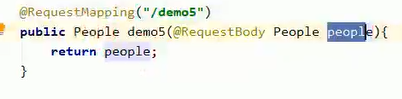 @RequestMapping("/demo5")
public People demo5(@RequestBody People people){
return people;
}